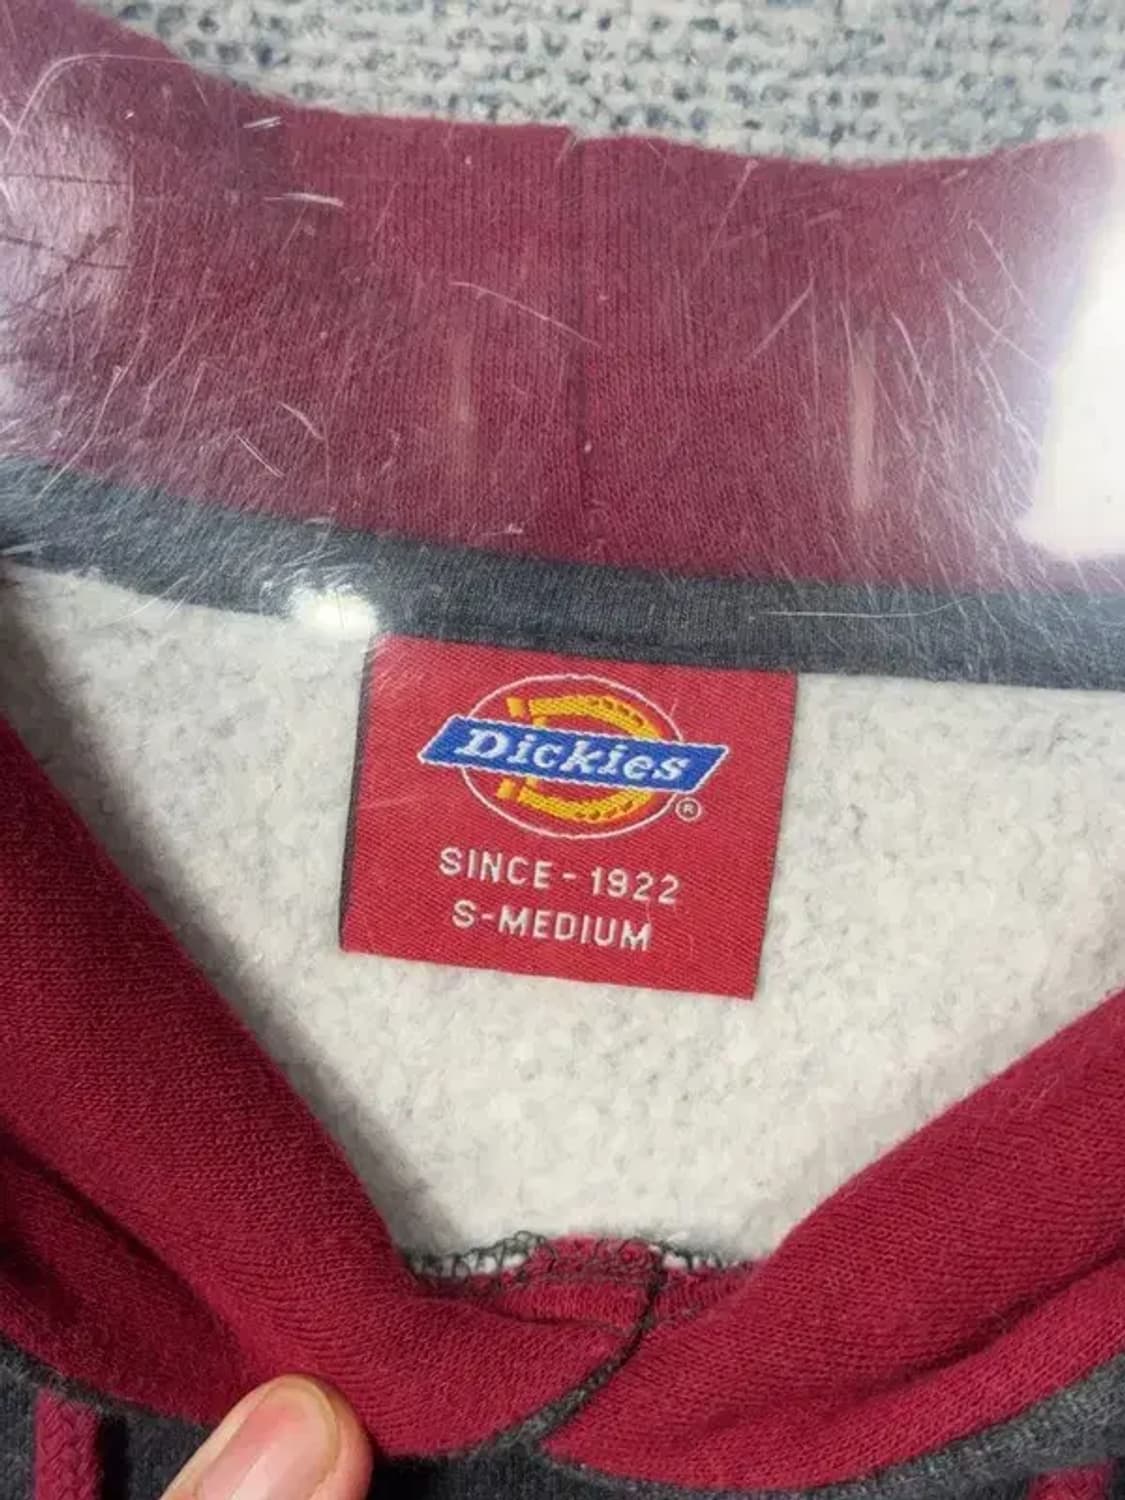 Dickies
®
SINCE-1922
S-MEDIUM